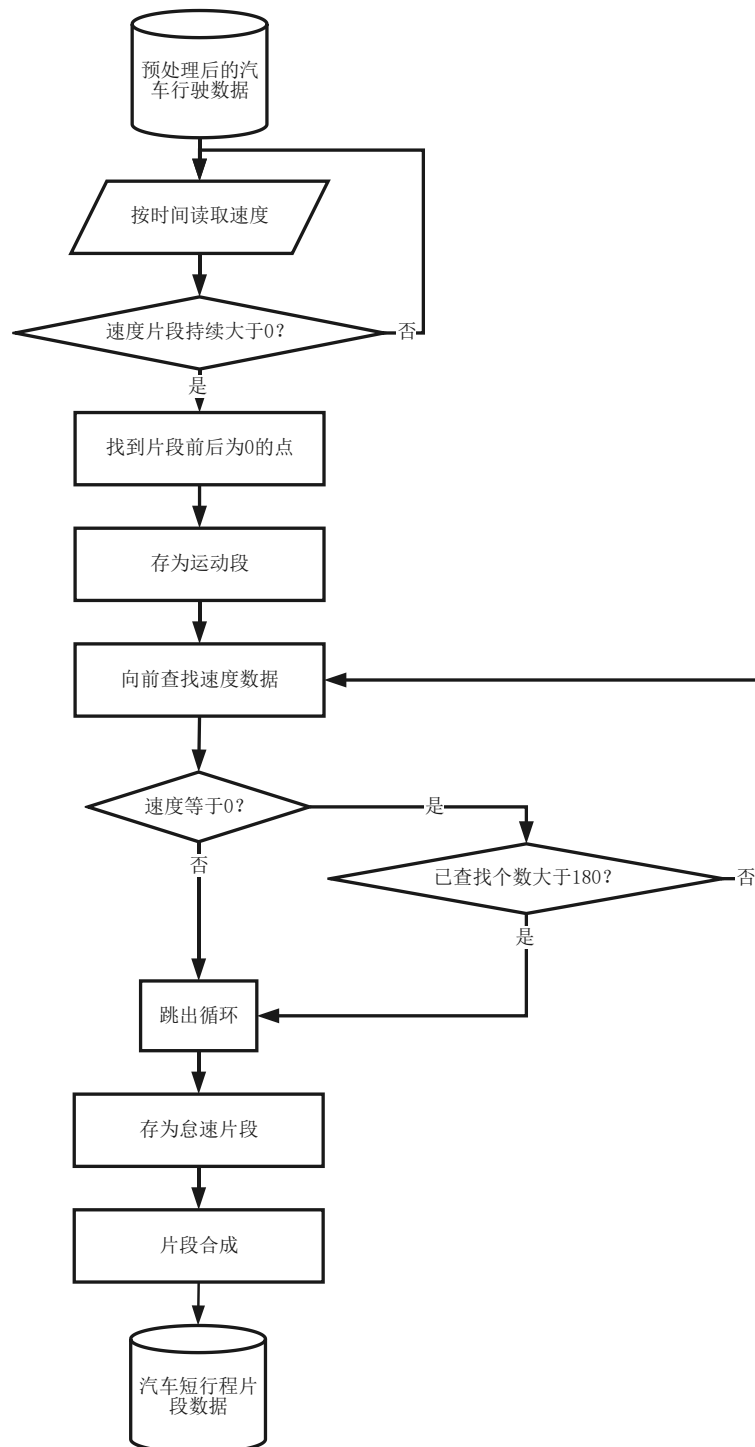 预处理后的汽
车行驶数据
按时间读取速度
速度片段持续大于0?
否
是
找到片段前后为0的点
存为运动段
向前查找速度数据
速度等于0?
是
否
已查找个数大于180?
否
是
跳出循环
存为怠速片段
片段合成
汽车短行程片
段数据